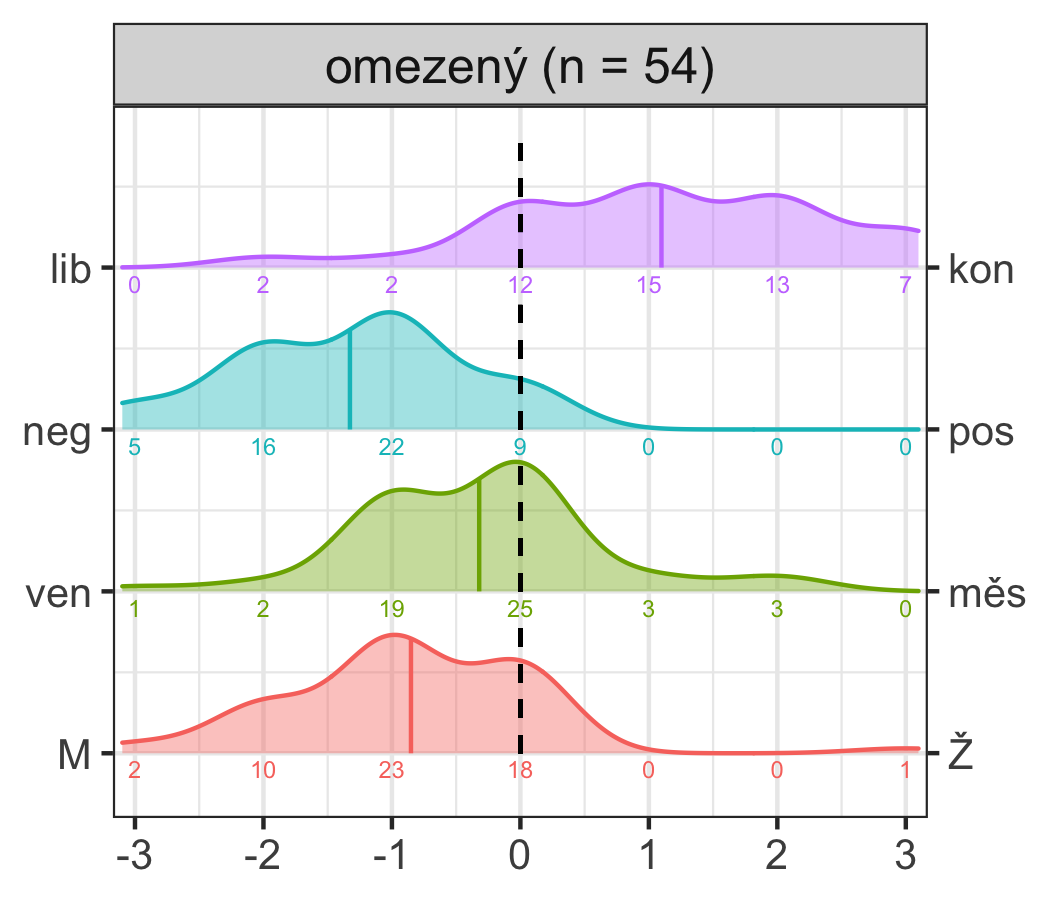 omezený (n = 54)
lib kon
0 2 2 12 15 13 7
neg pos
5 16 22 9 0 0 0
ven měs
1 2 19 25 3 3 0
M Ž
2 10 23 18 0 0 1
-3 -2 -1 0 1 2 3